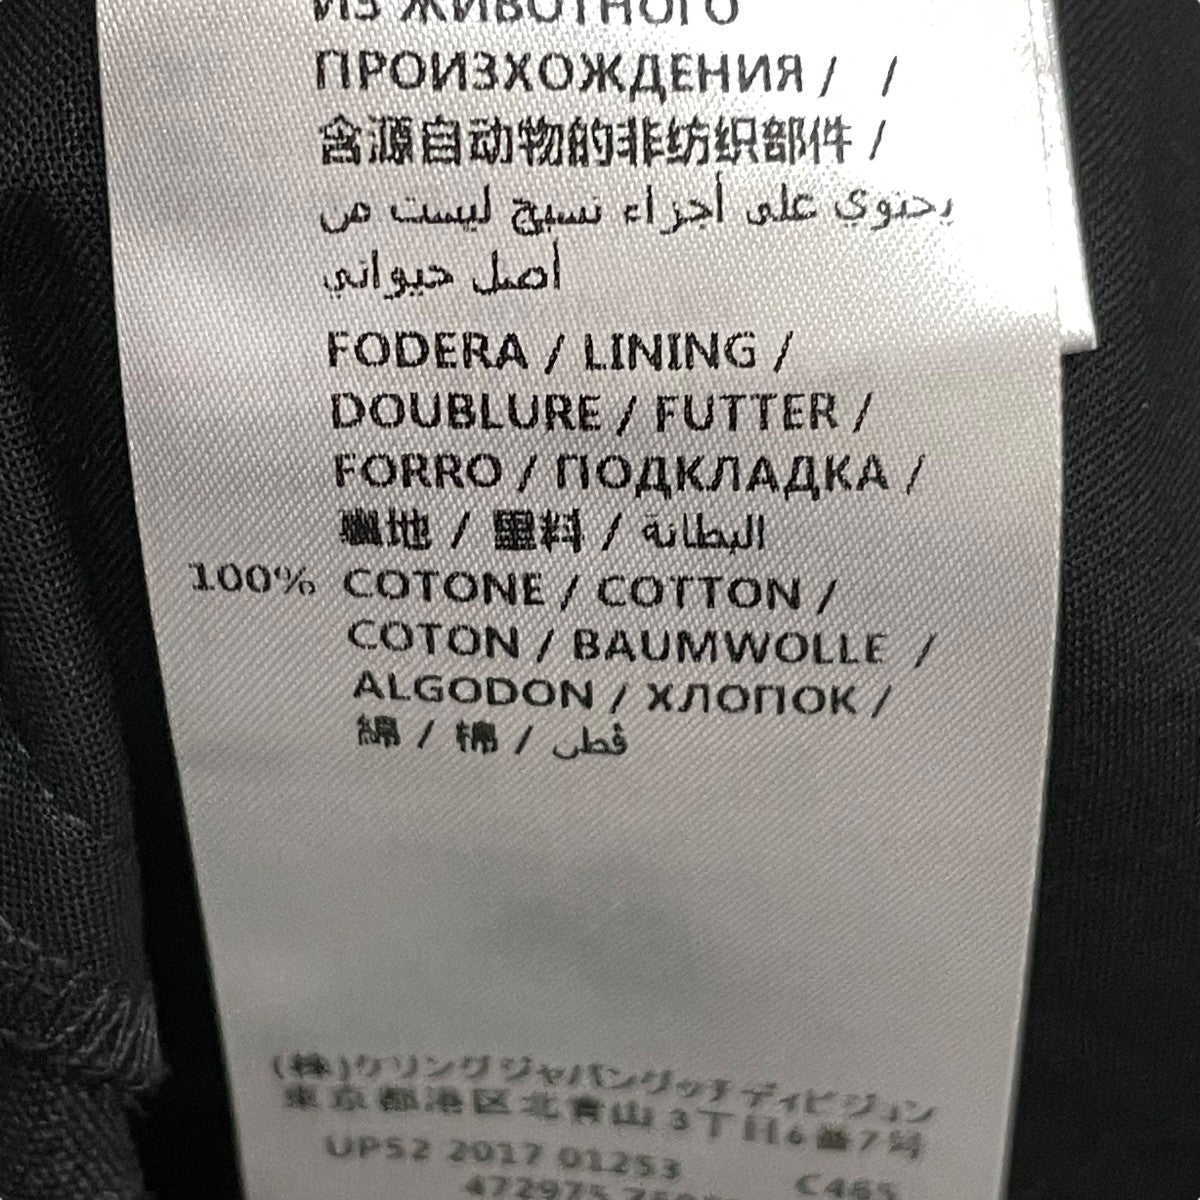 ИЗ ЖИВОТНОГО
ПРОИЗХОЖДЕНИЯ / /
含源自动物的非纺织部件 /
يحتوي على أجزاء نسيج ليست من
أصل حيواني
FODERA / LINING /
DOUBLURE / FUTTER /
FORRO / ПОДКЛАДКА /
裏地 / 里料 / البطانة
100% COTONE / COTTON /
COTON / BAUMWOLLE /
ALGODON / ХЛОПОК /
綿 / 棉 / قطن
(株)ケリングジャパングッチ ディビジョン
東京都港区北青山3丁目6番7号
UP52 2017 01253
472975 C465